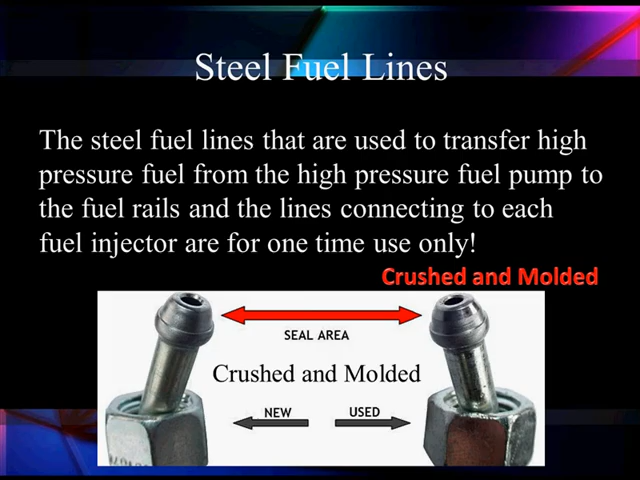 Steel Fuel Lines
The steel fuel lines that are used to transfer high
pressure fuel from the high pressure fuel pump to
the fuel rails and the lines connecting to each
fuel injector are for one time use only!
Crushed and Molded
SEAL AREA
Crushed and Molded
NEW USED